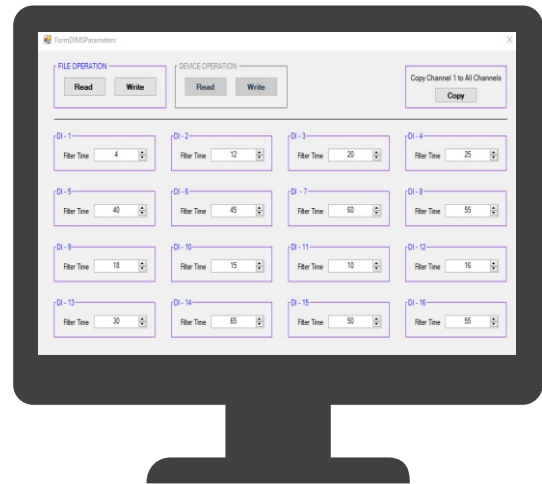 FormDIMSParameters
FILE OPERATION
DEVICE OPERATION
Copy Channel 1 to All Channels
Read Write
Read Write
Copy
DI - 1
DI - 2
DI - 3
DI - 4
Filter Time 4
Filter Time 12
Filter Time 20
Filter Time 25
DI - 5
DI - 6
DI - 7
DI - 8
Filter Time 40
Filter Time 45
Filter Time 60
Filter Time 55
DI - 9
DI - 10
DI - 11
DI - 12
Filter Time 18
Filter Time 15
Filter Time 10
Filter Time 16
DI - 13
DI - 14
DI - 15
DI - 16
Filter Time 30
Filter Time 65
Filter Time 50
Filter Time 55